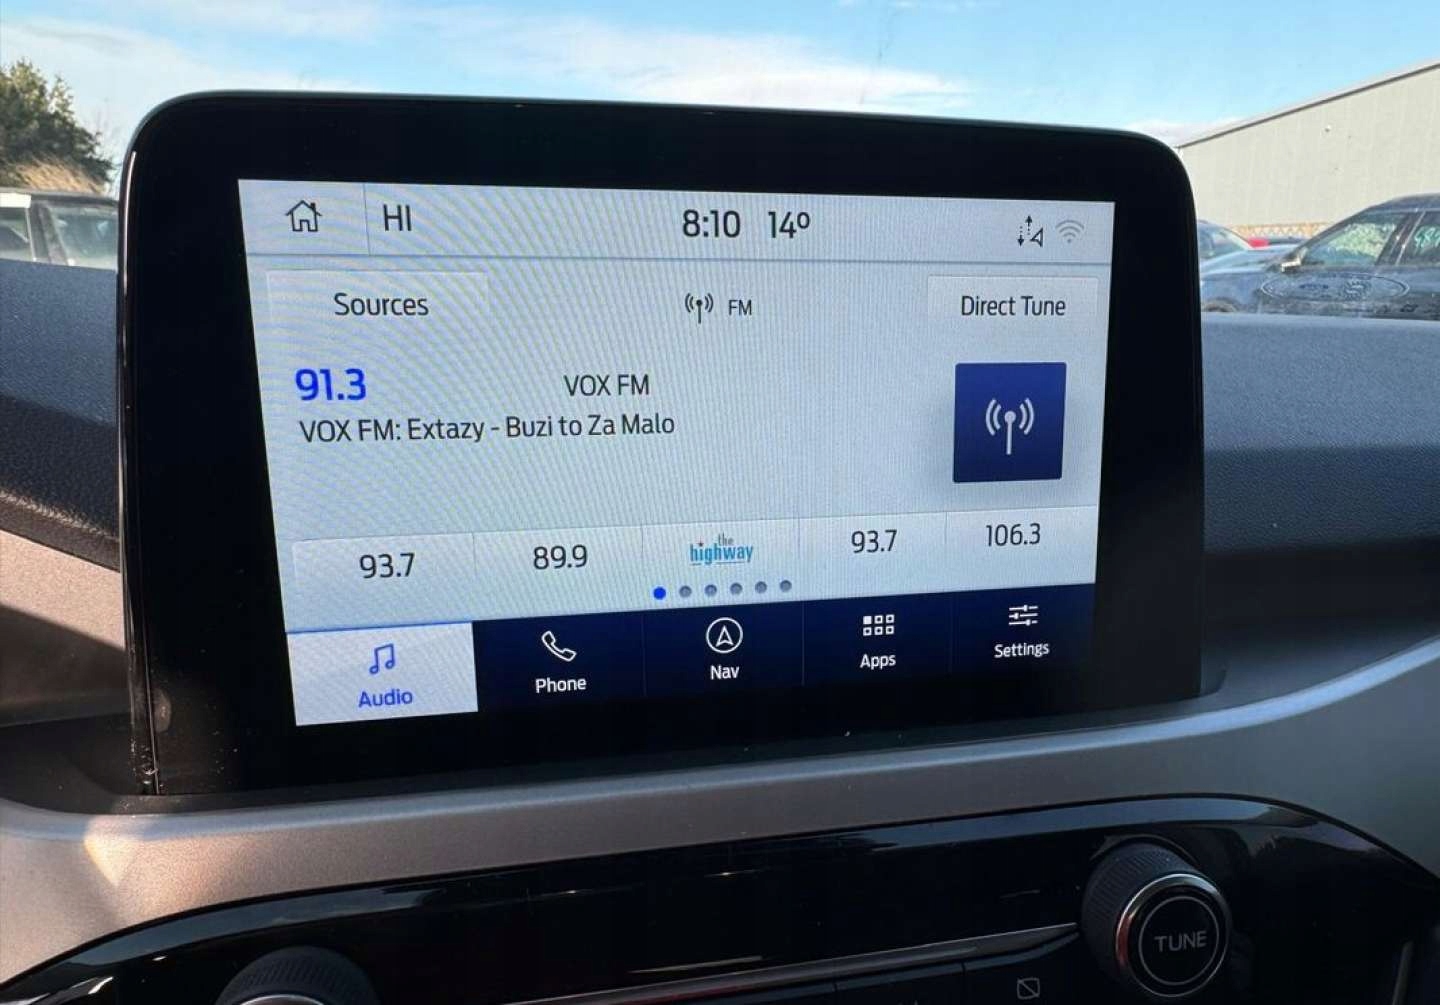 HI 8:10 14º
Sources FM Direct Tune
91.3 VOX FM
VOX FM: Extazy - Buzi to Za Malo
93.7 89.9 the highway 93.7 106.3
Audio Phone Nav Apps Settings
TUNE